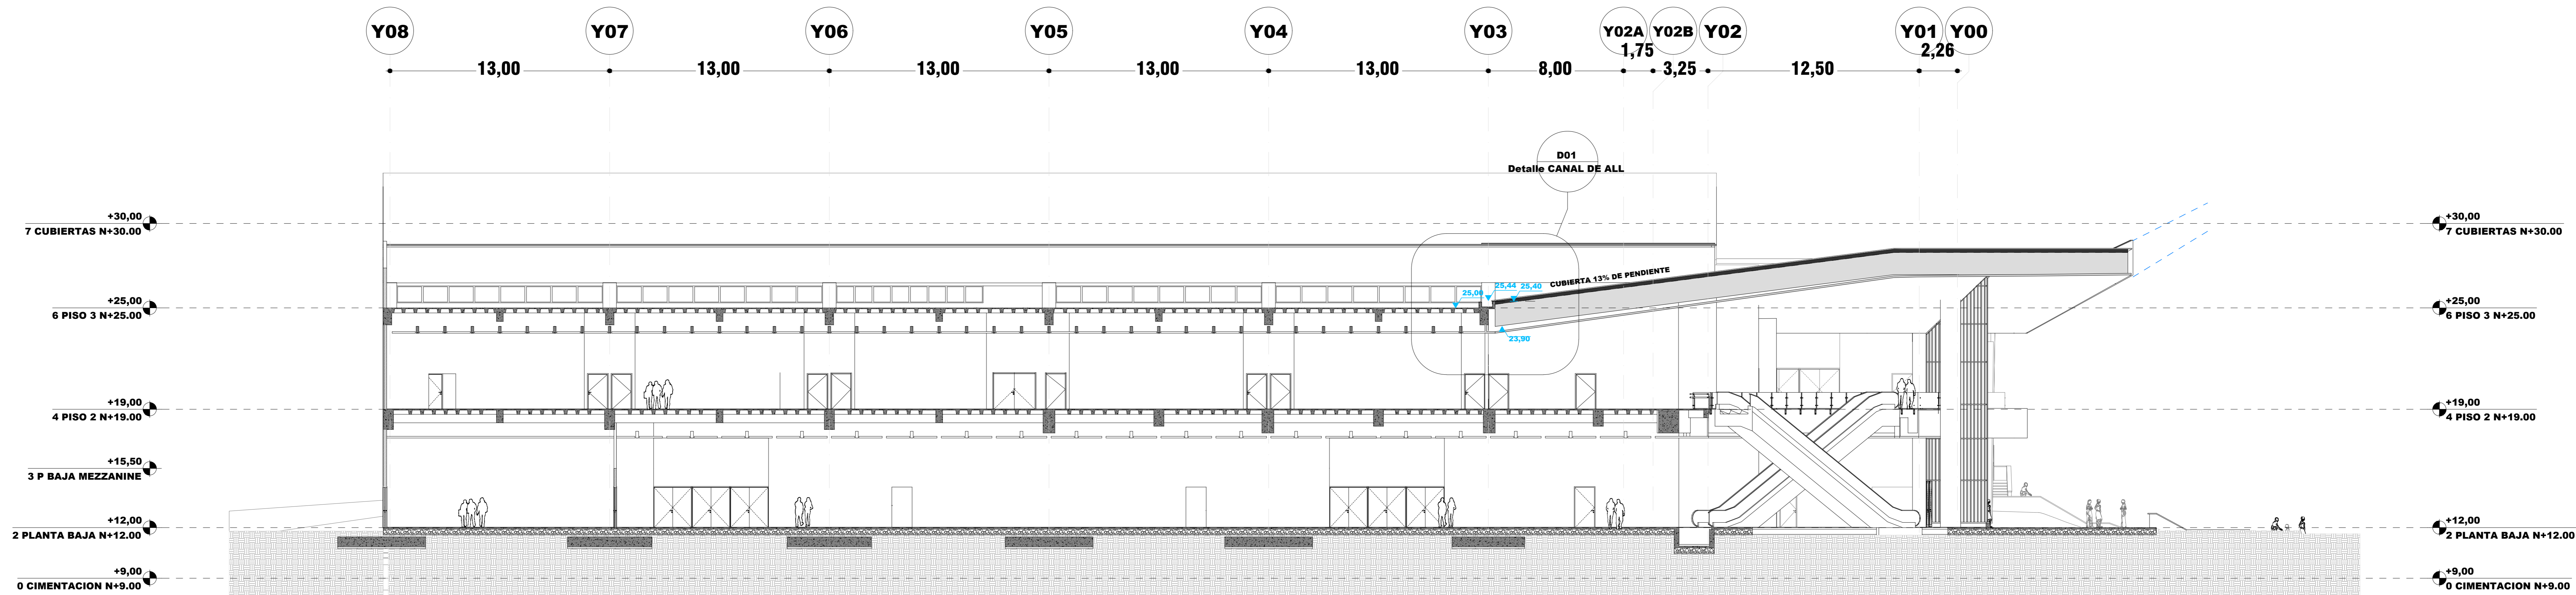 Y08 Y07 Y06 Y05 Y04 Y03 Y02A Y02B Y02 Y01 Y00
1,75 2,26
13,00 13,00 13,00 13,00 13,00 8,00 3,25 12,50
D01
Detalle CANAL DE ALL
+30,00 +30,00
7 CUBIERTAS N+30.00 7 CUBIERTAS N+30.00
CUBIERTA 13% DE PENDIENTE
25,00 25,44 25,40
+25,00 +25,00
6 PISO 3 N+25.00 6 PISO 3 N+25.00
23,90
+19,00 +19,00
4 PISO 2 N+19.00 4 PISO 2 N+19.00
+15,50
3 P BAJA MEZZANINE
+12,00 +12,00
2 PLANTA BAJA N+12.00 2 PLANTA BAJA N+12.00
+9,00 +9,00
0 CIMENTACION N+9.00 0 CIMENTACION N+9.00